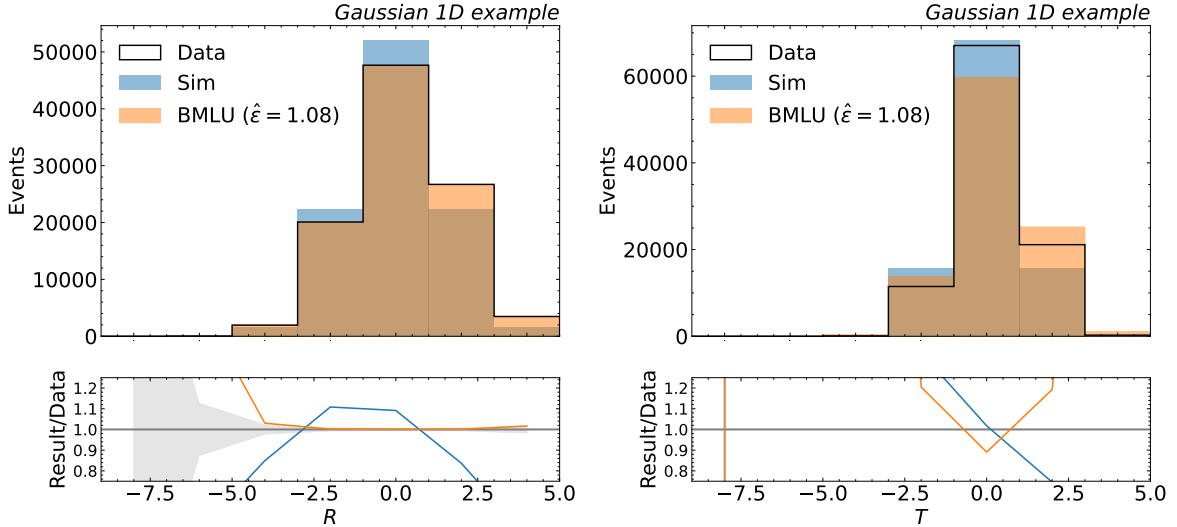 Gaussian 1D example
Events
50000
40000
30000
20000
10000
0
Data
Sim
BMLU (ε̂ = 1.08)
Result/Data
1.2
1.1
1.0
0.9
0.8
−7.5 −5.0 −2.5 0.0 2.5 5.0
R
Gaussian 1D example
Events
60000
40000
20000
0
Data
Sim
BMLU (ε̂ = 1.08)
Result/Data
1.2
1.1
1.0
0.9
0.8
−7.5 −5.0 −2.5 0.0 2.5 5.0
T